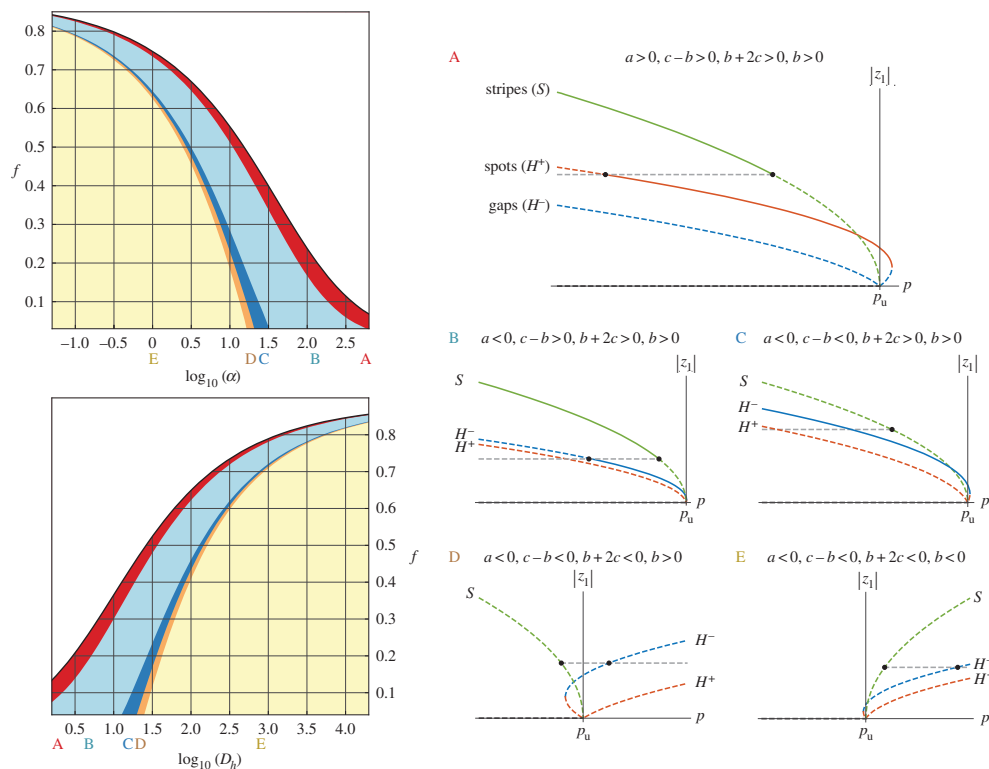 0.8
0.7
0.6
f 0.5
0.4
0.3
0.2
0.1
–1.0 –0.5 0 0.5 1.0 1.5 2.0 2.5
E D C B A
log10 (α)
0.8
0.7
0.6
0.5 f
0.4
0.3
0.2
0.1
0.5 1.0 1.5 2.0 2.5 3.0 3.5 4.0
A B C D E
log10 (Dh)
A a > 0, c – b > 0, b + 2c > 0, b > 0
|z1|
stripes (S)
spots (H+)
gaps (H–)
pu p
B a < 0, c – b > 0, b + 2c > 0, b > 0
|z1|
S
H–
H+
pu p
C a < 0, c – b < 0, b + 2c > 0, b > 0
|z1|
S
H–
H+
pu p
D a < 0, c – b < 0, b + 2c < 0, b > 0
|z1|
S
H–
H+
pu p
E a < 0, c – b < 0, b + 2c < 0, b < 0
|z1|
S
H–
H
pu p